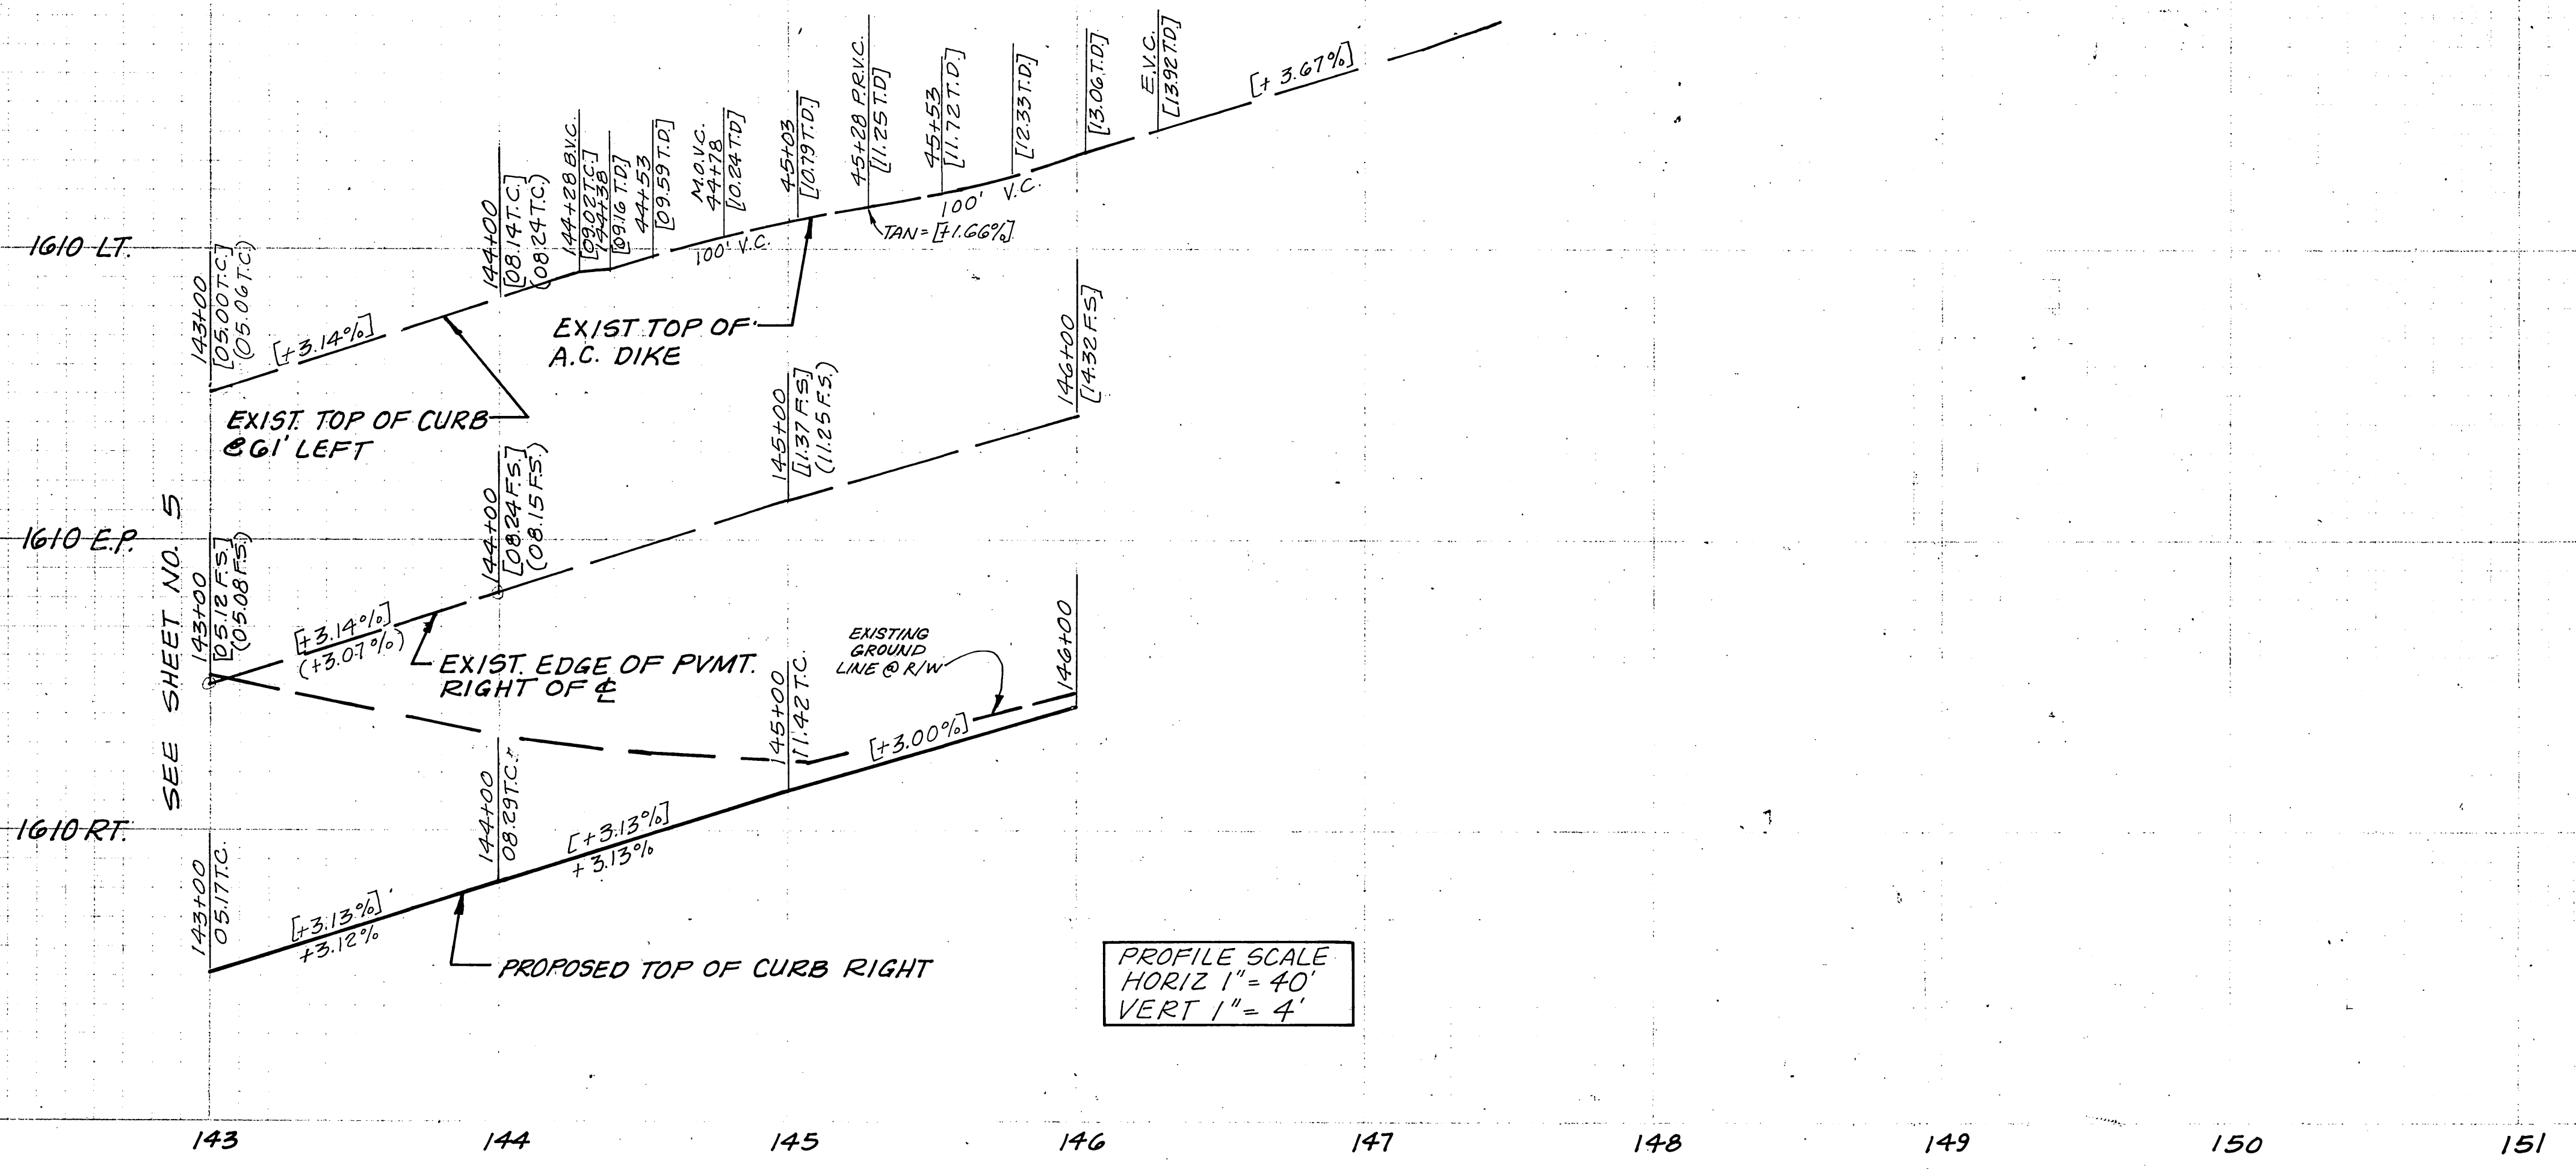 1610 LT.
143+00
[05.00 T.C.]
(05.06 T.C.)
[+3.14%]
144+00
[08.14 T.C.]
(08.24 T.C.)
144+28 B.V.C.
[09.02 T.C.]
144+38
[09.16 T.D.]
44+53
[09.59 T.D.]
M.O.V.C.
44+78
[10.24 T.D]
100' V.C.
45+03
[10.79 T.D.]
45+28 P.R.V.C.
[11.25 T.D]
TAN=[+1.66%]
45+53
[11.72 T.D.]
100' V.C.
[12.33 T.D.]
[13.06 T.D.]
E.V.C.
[13.92 T.D.]
[+ 3.67%]
EXIST TOP OF
A.C. DIKE
EXIST. TOP OF CURB
@ 61' LEFT
SEE SHEET NO. 5
1610 E.P.
143+00
[05.12 F.S.]
(05.08 F.S.)
[+3.14%]
(+3.07%)
144+00
[08.24 F.S.]
(08.15 F.S.)
145+00
[11.37 F.S.]
(11.25 F.S.)
146+00
[14.32 F.S.]
EXIST. EDGE OF PVMT.
RIGHT OF ℄
EXISTING
GROUND
LINE @ R/W
1610 RT.
143+00
05.17 T.C.
[+3.13%]
+3.12%
144+00
08.29 T.C.
[+3.13%]
+3.13%
145+00
11.42 T.C.
[+3.00%]
146+00
PROPOSED TOP OF CURB RIGHT
PROFILE SCALE
HORIZ 1"= 40'
VERT 1"= 4'
143 144 145 146 147 148 149 150 151